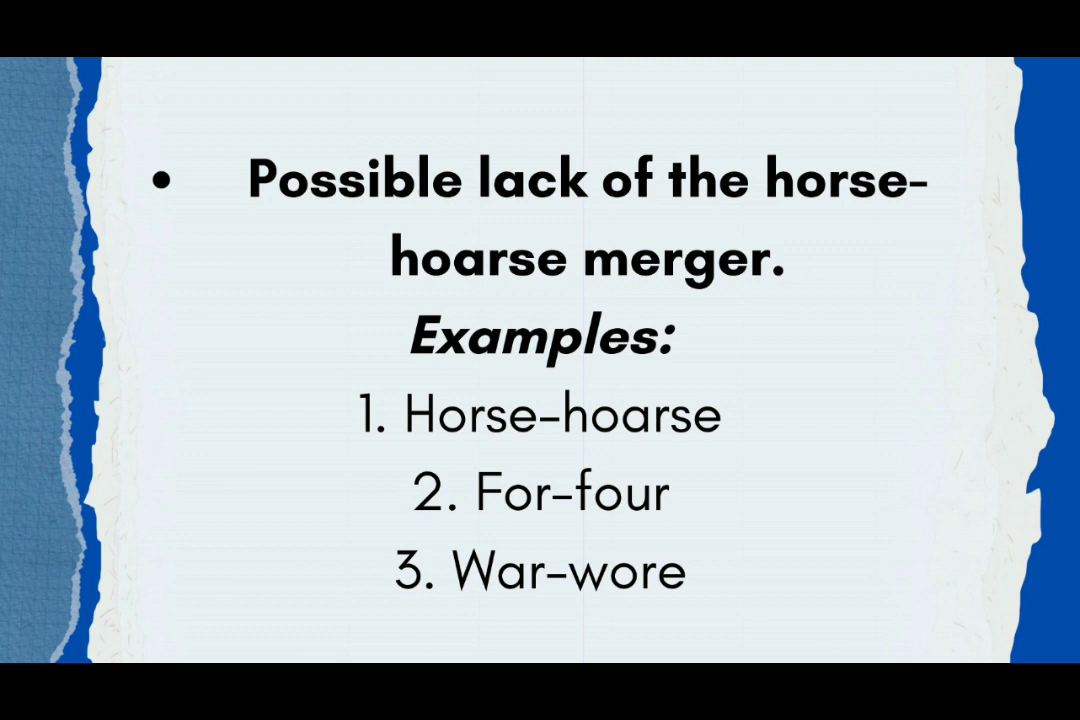 • Possible lack of the horse-
hoarse merger.
Examples:
1. Horse-hoarse
2. For-four
3. War-wore